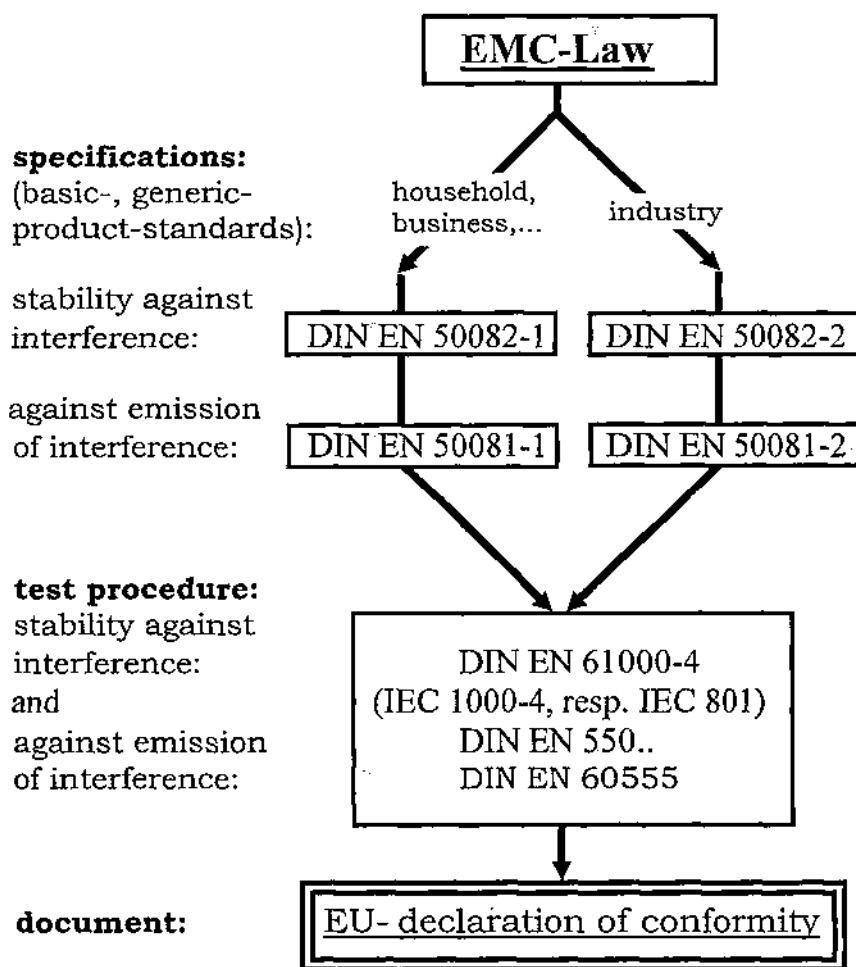 EMC-Law
specifications:
(basic-, generic-
product-standards):
household,
business,...
industry
stability against
interference:
DIN EN 50082-1
DIN EN 50082-2
against emission
of interference:
DIN EN 50081-1
DIN EN 50081-2
test procedure:
stability against
interference:
and
against emission
of interference:
DIN EN 61000-4
(IEC 1000-4, resp. IEC 801)
DIN EN 550..
DIN EN 60555
document:
EU- declaration of conformity